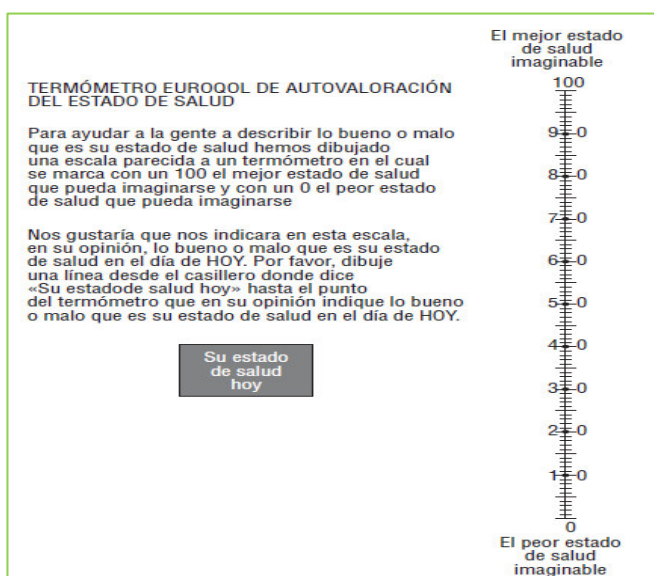 TERMÓMETRO EUROQOL DE AUTOVALORACIÓN
DEL ESTADO DE SALUD
Para ayudar a la gente a describir lo bueno o malo
que es su estado de salud hemos dibujado
una escala parecida a un termómetro en el cual
se marca con un 100 el mejor estado de salud
que pueda imaginarse y con un 0 el peor estado
de salud que pueda imaginarse
Nos gustaría que nos indicara en esta escala,
en su opinión, lo bueno o malo que es su estado
de salud en el día de HOY. Por favor, dibuje
una línea desde el casillero donde dice
«Su estadode salud hoy» hasta el punto
del termómetro que en su opinión indique lo bueno
o malo que es su estado de salud en el día de HOY.
Su estado
de salud
hoy
El mejor estado
de salud
imaginable
100
9 0
8 0
7 0
6 0
5 0
4 0
3 0
2 0
1 0
0
El peor estado
de salud
imaginable